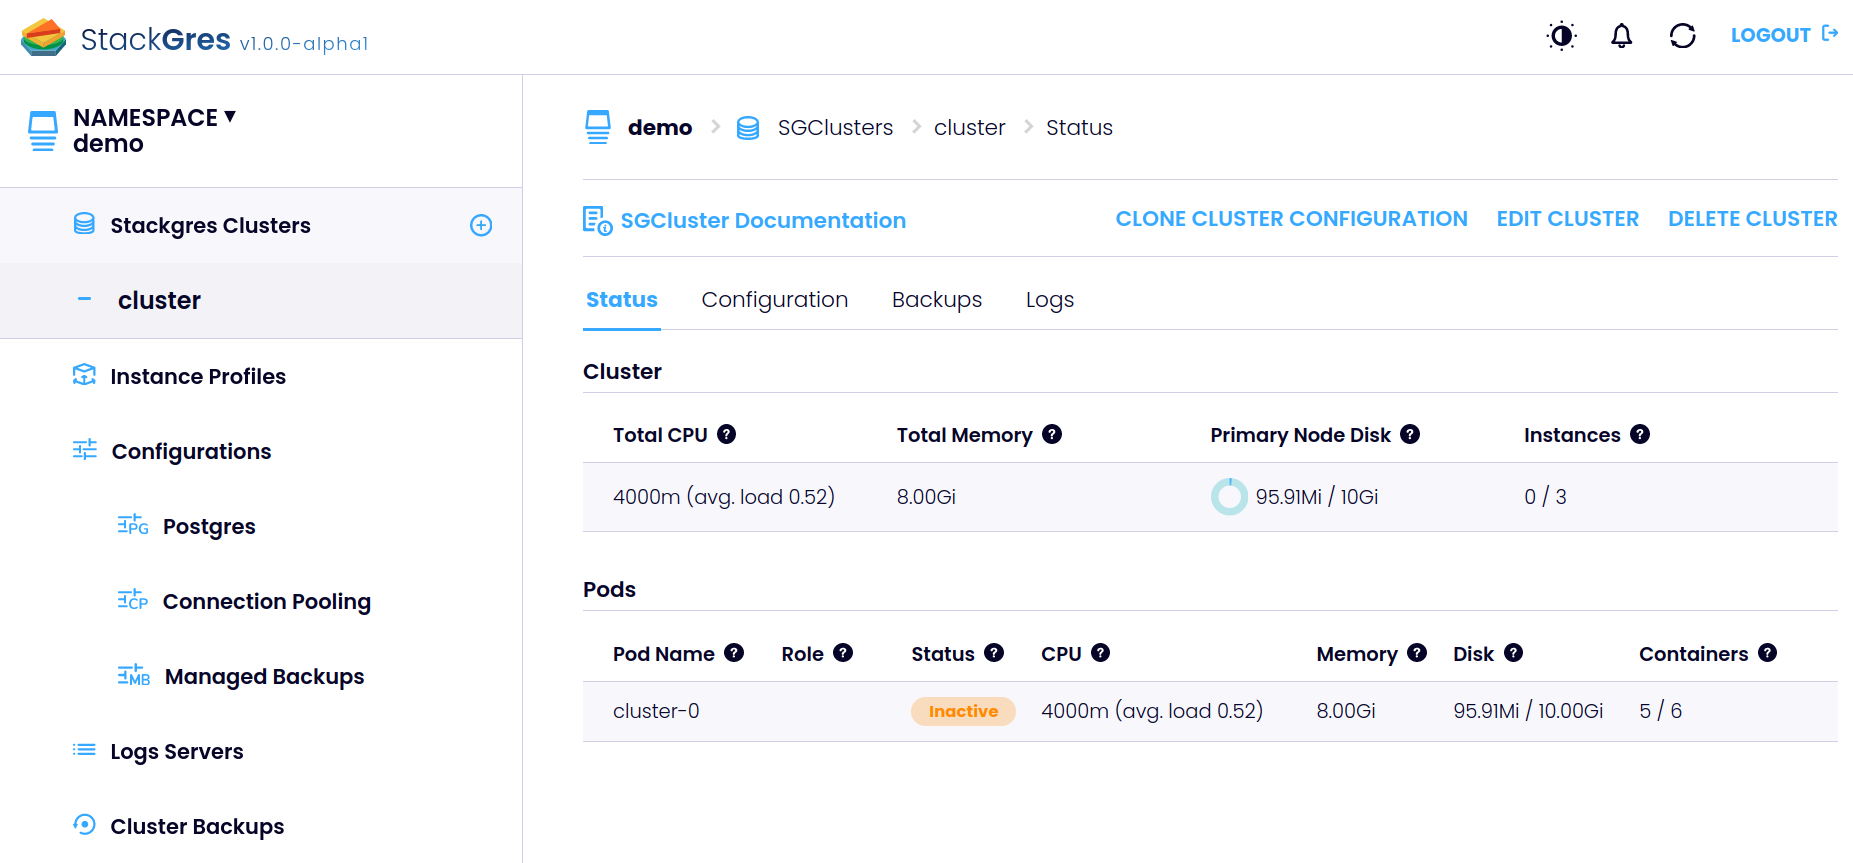 StackGres v1.0.0-alpha1
LOGOUT
NAMESPACE ▾
demo
Stackgres Clusters
cluster
Instance Profiles
Configurations
PG Postgres
CP Connection Pooling
MB Managed Backups
Logs Servers
Cluster Backups
demo > SGClusters > cluster > Status
SGCluster Documentation CLONE CLUSTER CONFIGURATION EDIT CLUSTER DELETE CLUSTER
Status Configuration Backups Logs
Cluster
Total CPU ? Total Memory ? Primary Node Disk ? Instances ?
4000m (avg. load 0.52) 8.00Gi 95.91Mi / 10Gi 0 / 3
Pods
Pod Name ? Role ? Status ? CPU ? Memory ? Disk ? Containers ?
cluster-0 Inactive 4000m (avg. load 0.52) 8.00Gi 95.91Mi / 10.00Gi 5 / 6